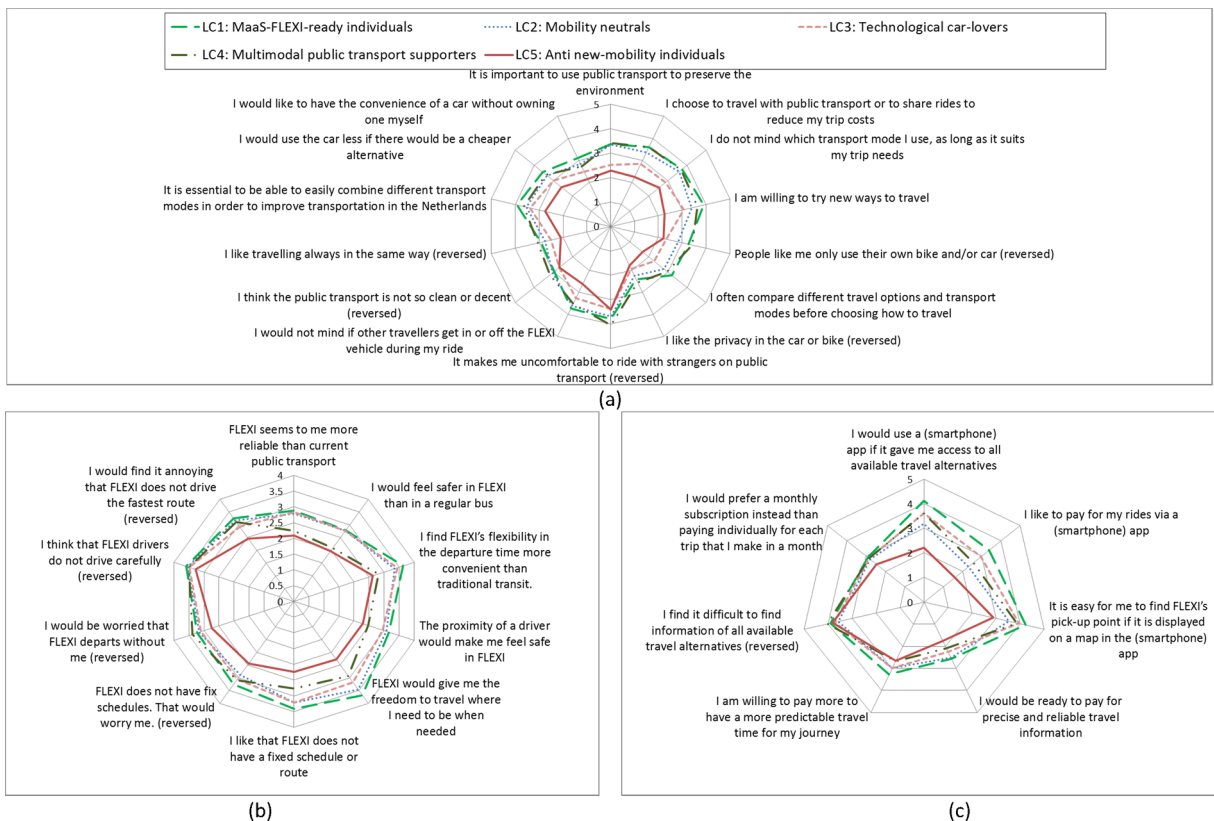 LC1: MaaS-FLEXI-ready individuals
LC2: Mobility neutrals
LC3: Technological car-lovers
LC4: Multimodal public transport supporters
LC5: Anti new-mobility individuals
It is important to use public transport to preserve the
environment
I choose to travel with public transport or to share rides to
reduce my trip costs
I do not mind which transport mode I use, as long as it suits
my trip needs
I am willing to try new ways to travel
People like me only use their own bike and/or car (reversed)
I often compare different travel options and transport
modes before choosing how to travel
I like the privacy in the car or bike (reversed)
It makes me uncomfortable to ride with strangers on public
transport (reversed)
I would not mind if other travellers get in or off the FLEXI
vehicle during my ride
I think the public transport is not so clean or decent
(reversed)
I like travelling always in the same way (reversed)
It is essential to be able to easily combine different transport
modes in order to improve transportation in the Netherlands
I would use the car less if there would be a cheaper
alternative
I would like to have the convenience of a car without owning
one myself
5
4
3
2
1
0
(a)
FLEXI seems to me more
reliable than current
public transport
I would feel safer in FLEXI
than in a regular bus
I find FLEXI's flexibility in
the departure time more
convenient than
traditional transit.
The proximity of a driver
would make me feel safe
in FLEXI
FLEXI would give me the
freedom to travel where
I need to be when
needed
I like that FLEXI does not
have a fixed schedule or
route
FLEXI does not have fix
schedules. That would
worry me. (reversed)
I would be worried that
FLEXI departs without
me (reversed)
I think that FLEXI drivers
do not drive carefully
(reversed)
I would find it annoying
that FLEXI does not drive
the fastest route
(reversed)
4
3.5
3
2.5
2
1.5
1
0.5
0
(b)
I would use a (smartphone)
app if it gave me access to all
available travel alternatives
I like to pay for my rides via a
(smartphone) app
It is easy for me to find FLEXI's
pick-up point if it is displayed
on a map in the (smartphone)
app
I would be ready to pay for
precise and reliable travel
information
I am willing to pay more to
have a more predictable travel
time for my journey
I find it difficult to find
information of all available
travel alternatives (reversed)
I would prefer a monthly
subscription instead than
paying individually for each
trip that I make in a month
5
4
3
2
1
0
(c)